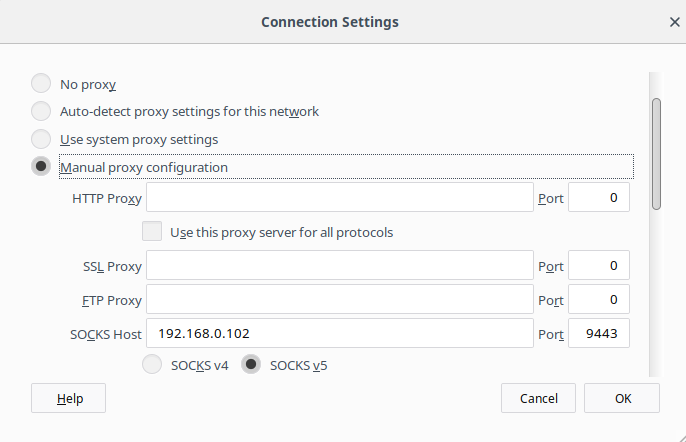 Connection Settings
No proxy
Auto-detect proxy settings for this network
Use system proxy settings
Manual proxy configuration
HTTP Proxy Port 0
Use this proxy server for all protocols
SSL Proxy Port 0
FTP Proxy Port 0
SOCKS Host 192.168.0.102 Port 9443
SOCKS v4 SOCKS v5
Help Cancel OK